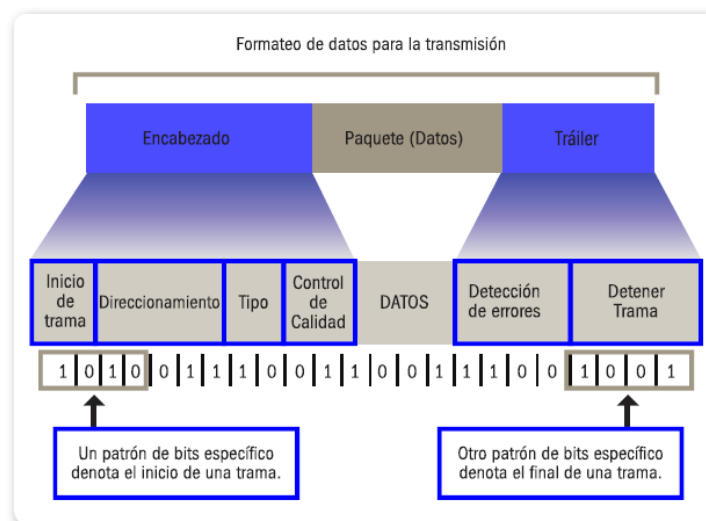 Formateo de datos para la transmisión
Encabezado
Paquete (Datos)
Tráiler
Inicio
de
trama
Direccionamiento
Tipo
Control
de
Calidad
DATOS
Detección
de errores
Detener
Trama
1 0 1 0 0 1 1 1 0 0 1 1 0 0 1 1 1 0 0 1 0 0 1
Un patrón de bits específico
denota el inicio de una trama.
Otro patrón de bits específico
denota el final de una trama.